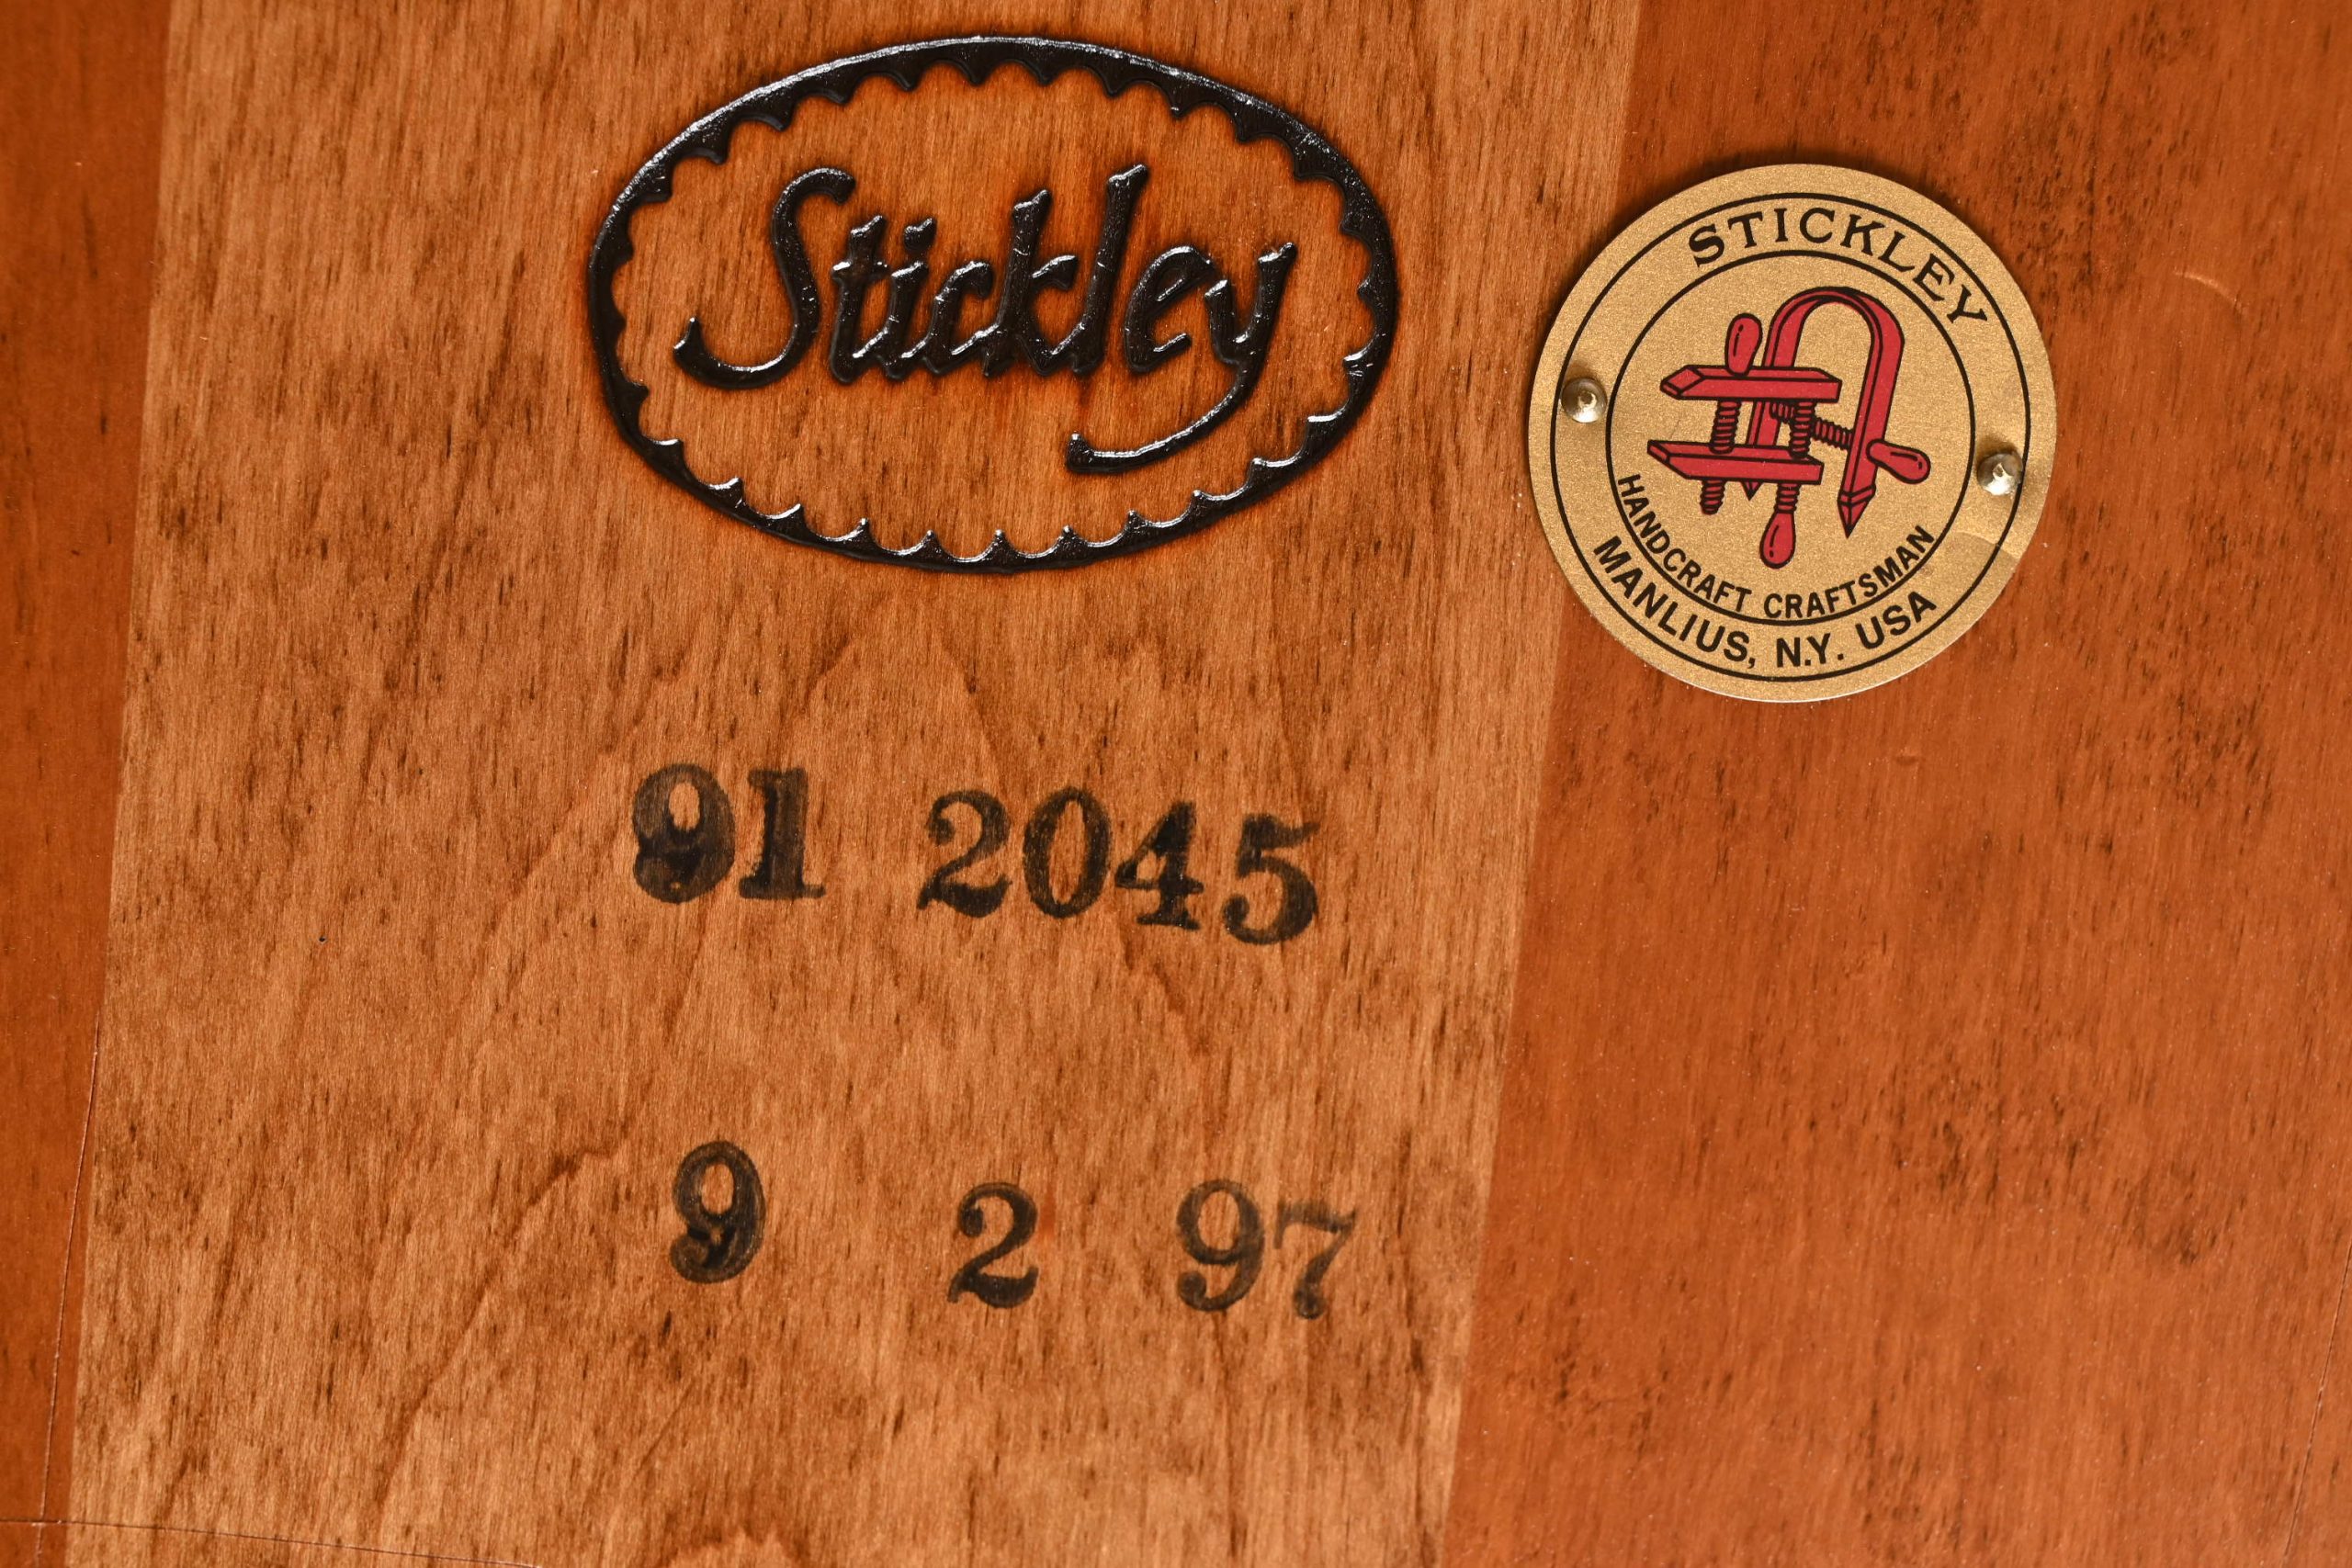 Stickley
STICKLEY
HANDCRAFT CRAFTSMAN
MANLIUS, N.Y. USA
91 2045
9 2 97